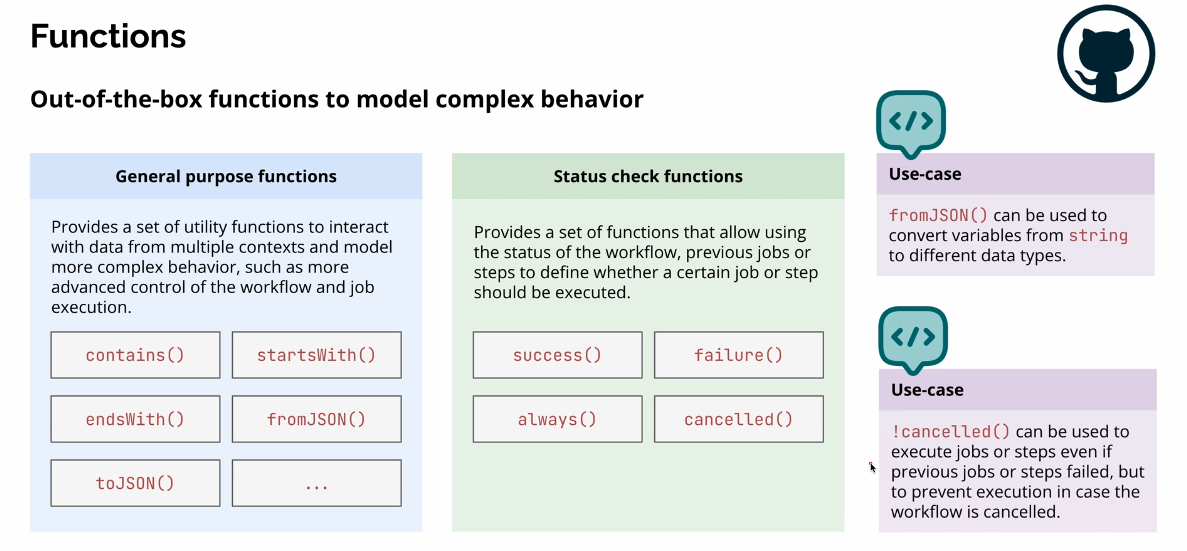 Functions
Out-of-the-box functions to model complex behavior
General purpose functions
Provides a set of utility functions to interact
with data from multiple contexts and model
more complex behavior, such as more
advanced control of the workflow and job
execution.
contains()
startsWith()
endsWith()
fromJSON()
toJSON()
...
Status check functions
Provides a set of functions that allow using
the status of the workflow, previous jobs or
steps to define whether a certain job or step
should be executed.
success()
failure()
always()
cancelled()
</>
Use-case
fromJSON() can be used to
convert variables from string
to different data types.
</>
Use-case
!cancelled() can be used to
execute jobs or steps even if
previous jobs or steps failed, but
to prevent execution in case the
workflow is cancelled.